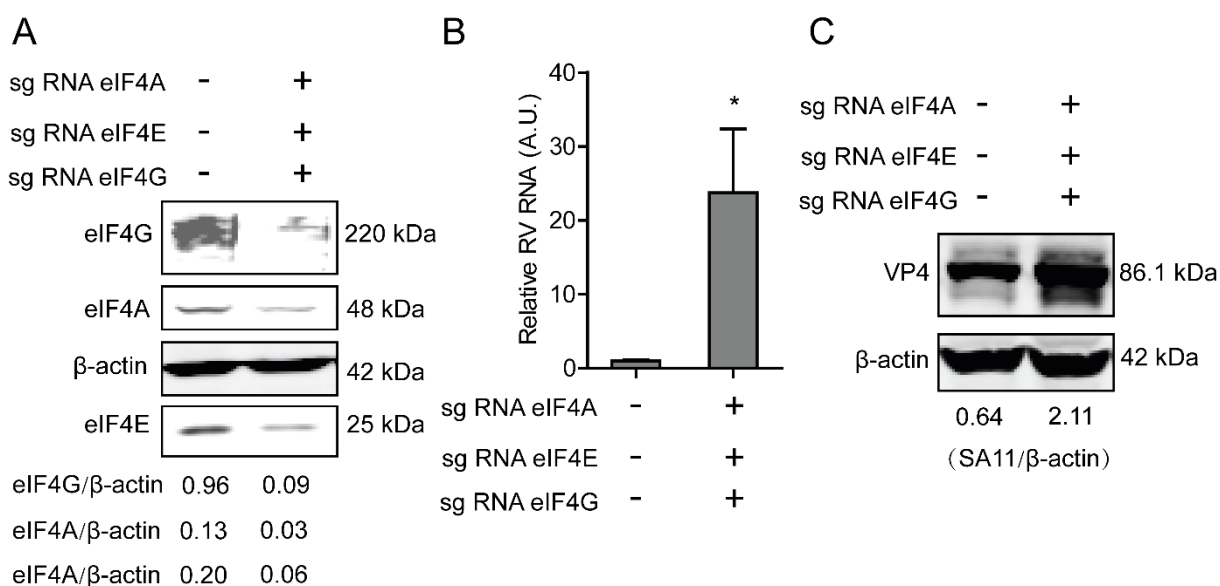 A
sg RNA eIF4A - +
sg RNA eIF4E - +
sg RNA eIF4G - +
eIF4G 220 kDa
eIF4A 48 kDa
β-actin 42 kDa
eIF4E 25 kDa
eIF4G/β-actin 0.96 0.09
eIF4A/β-actin 0.13 0.03
eIF4A/β-actin 0.20 0.06
B
Relative RV RNA (A.U.)
40
30
20
10
0
*
sg RNA eIF4A - +
sg RNA eIF4E - +
sg RNA eIF4G - +
C
sg RNA eIF4A - +
sg RNA eIF4E - +
sg RNA eIF4G - +
VP4 86.1 kDa
β-actin 42 kDa
0.64 2.11
(SA11/β-actin)